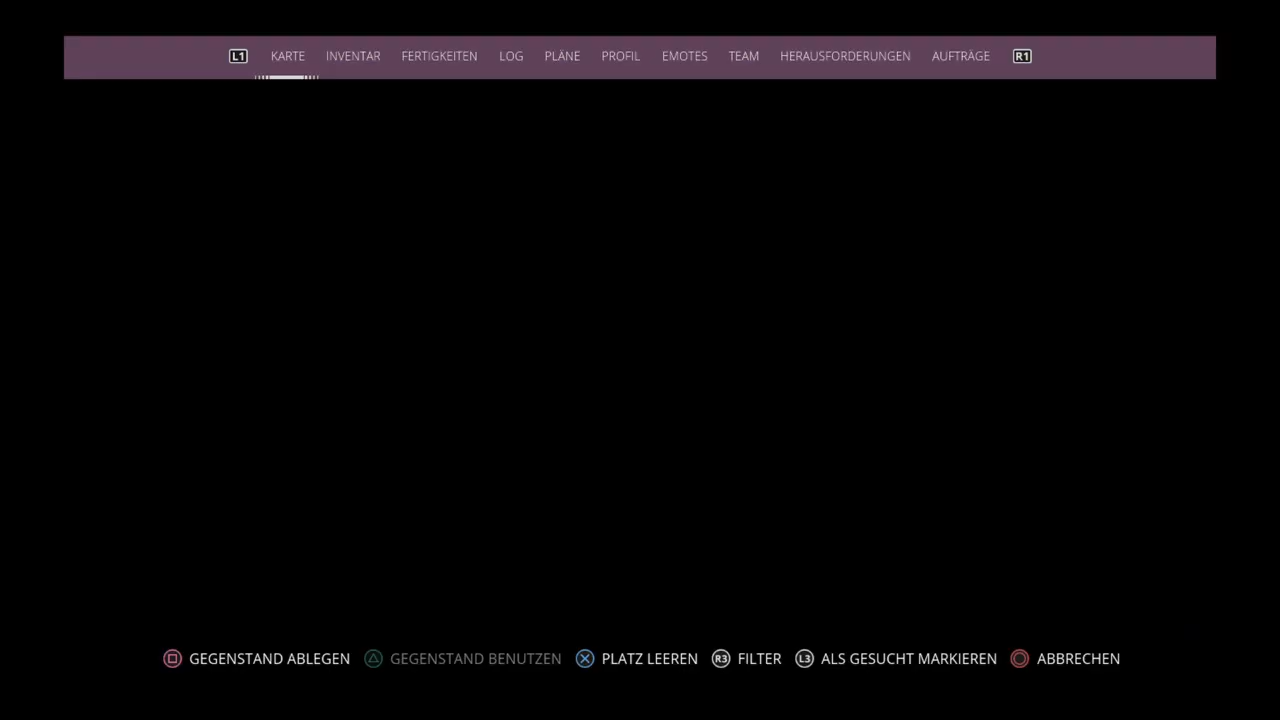 L1 KARTE INVENTAR FERTIGKEITEN LOG PLÄNE PROFIL EMOTES TEAM HERAUSFORDERUNGEN AUFTRÄGE R1
GEGENSTAND ABLEGEN GEGENSTAND BENUTZEN PLATZ LEEREN R3 FILTER L3 ALS GESUCHT MARKIEREN ABBRECHEN